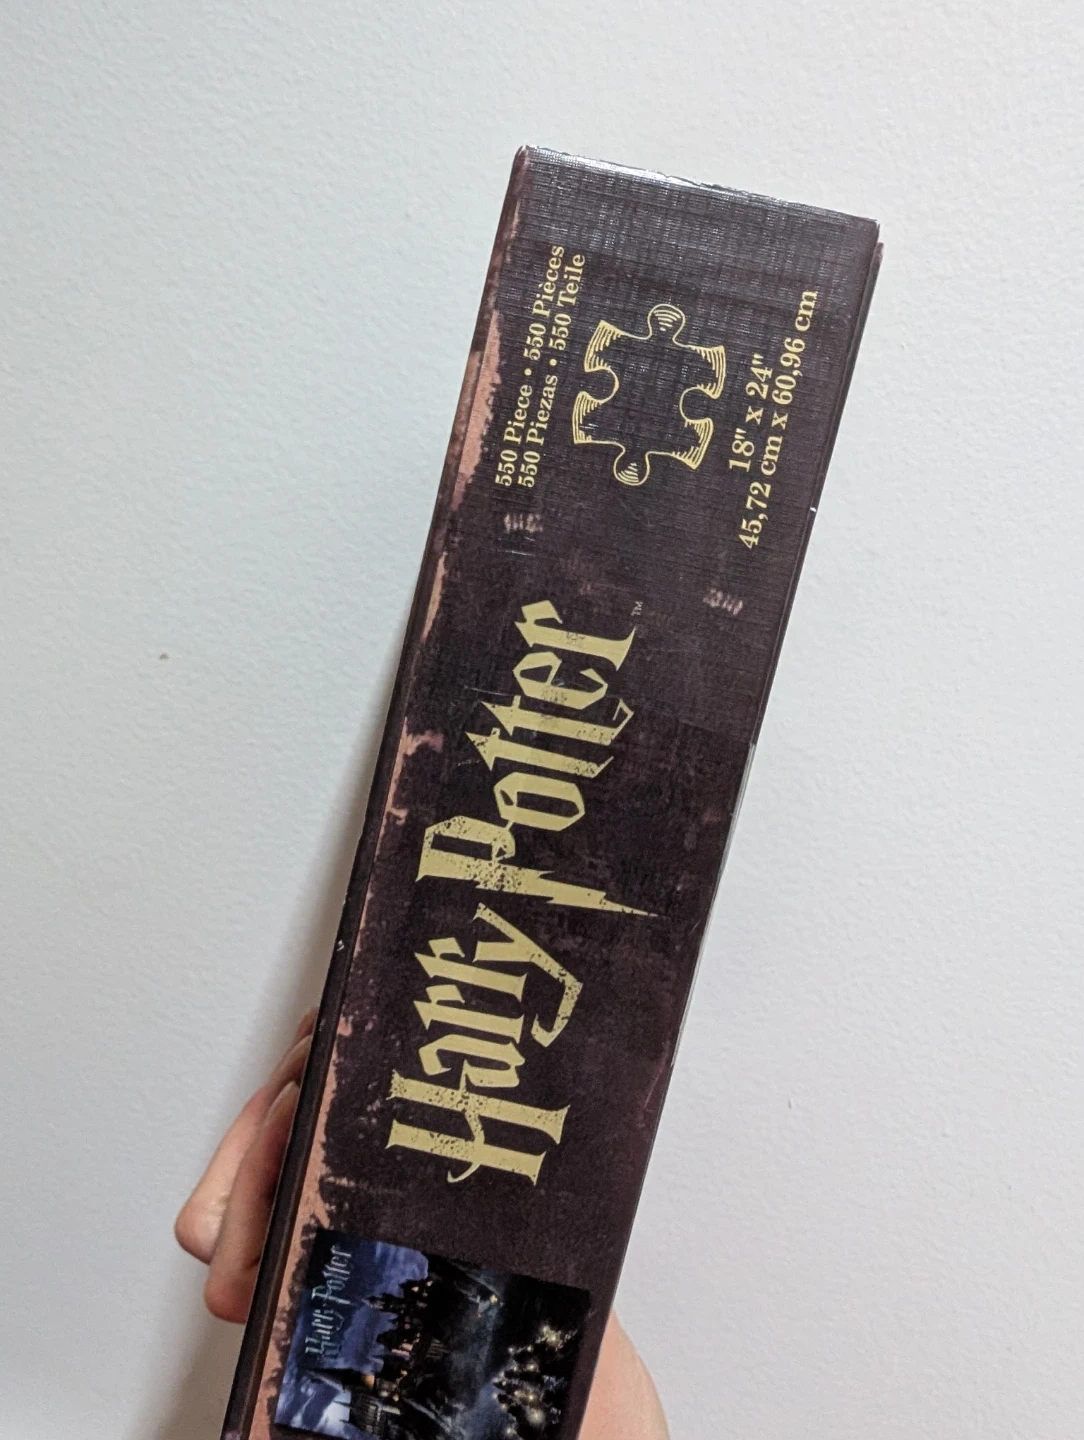 550 Piece • 550 Pièces
550 Piezas • 550 Teile
18" x 24"
45,72 cm x 60,96 cm
Harry Potter™
Harry Potter